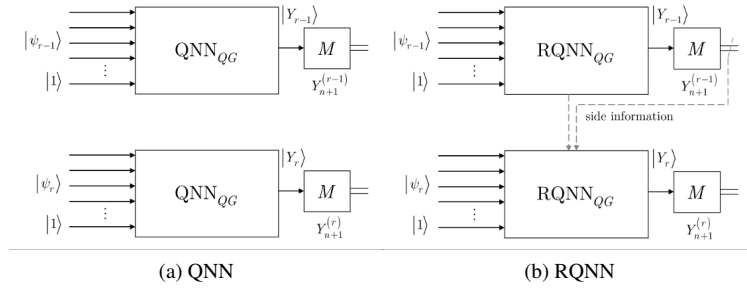 |Y_{r-1}⟩
|ψ_{r-1}⟩
QNN_{QG}
M
⋮
|1⟩
Y_{n+1}^{(r-1)}
|Y_r⟩
|ψ_r⟩
QNN_{QG}
M
⋮
|1⟩
Y_{n+1}^{(r)}
(a) QNN
|Y_{r-1}⟩
|ψ_{r-1}⟩
RQNN_{QG}
M
⋮
|1⟩
Y_{n+1}^{(r-1)}
side information
|Y_r⟩
|ψ_r⟩
RQNN_{QG}
M
⋮
|1⟩
Y_{n+1}^{(r)}
(b) RQNN